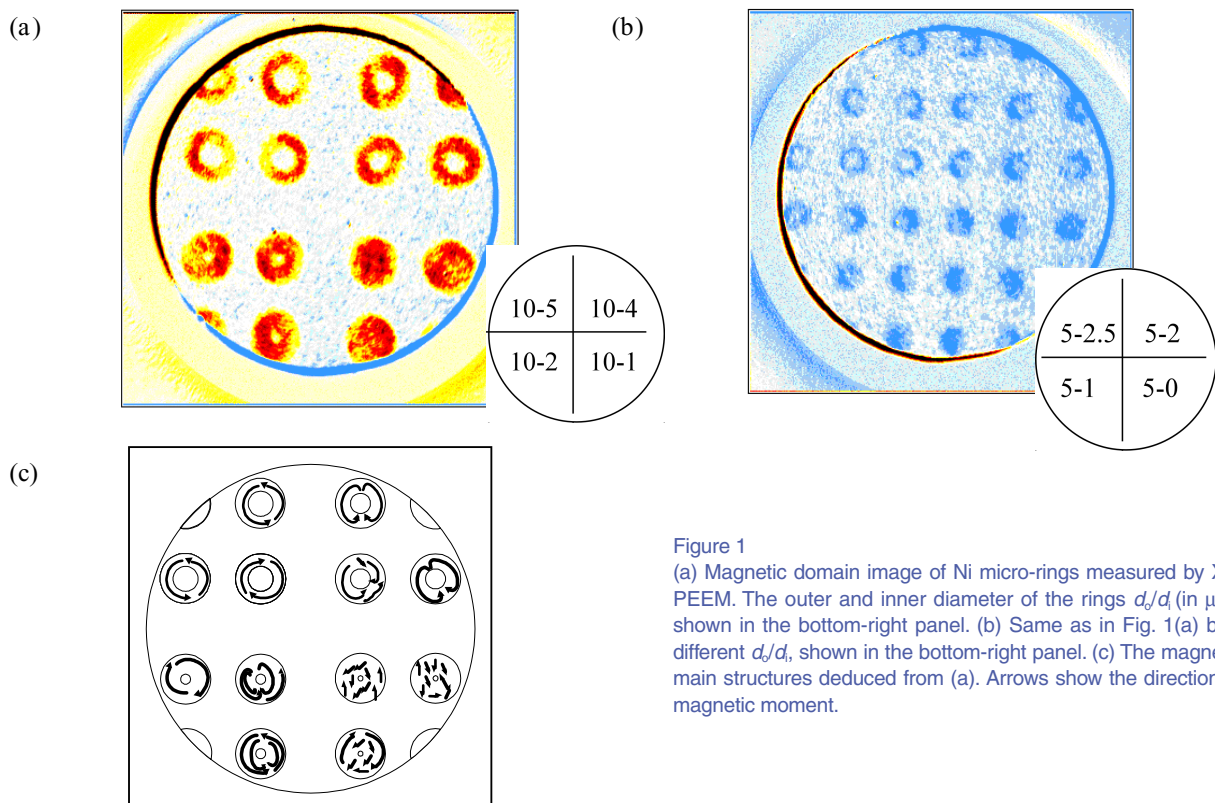 (a)
(b)
10-5 10-4
10-2 10-1
5-2.5 5-2
5-1 5-0
(c)
Figure 1
(a) Magnetic domain image of Ni micro-rings measured by X
PEEM. The outer and inner diameter of the rings do/di (in μ
shown in the bottom-right panel. (b) Same as in Fig. 1(a) b
different do/di, shown in the bottom-right panel. (c) The magne
main structures deduced from (a). Arrows show the direction
magnetic moment.